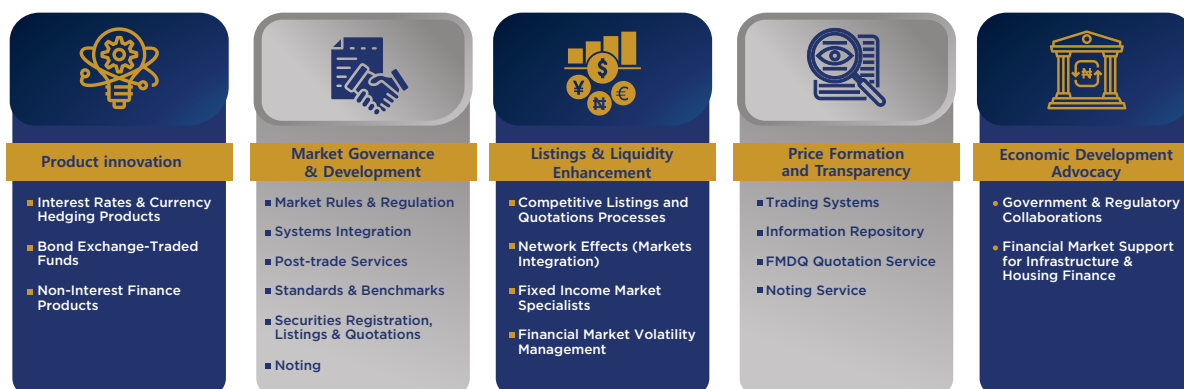 Product innovation
Interest Rates & Currency
Hedging Products
Bond Exchange-Traded
Funds
Non-Interest Finance
Products
Market Governance
& Development
Market Rules & Regulation
Systems Integration
Post-trade Services
Standards & Benchmarks
Securities Registration,
Listings & Quotations
Noting
$
¥
₦
€
Listings & Liquidity
Enhancement
Competitive Listings and
Quotations Processes
Network Effects (Markets
Integration)
Fixed Income Market
Specialists
Financial Market Volatility
Management
Price Formation
and Transparency
Trading Systems
Information Repository
FMDQ Quotation Service
Noting Service
₦
Economic Development
Advocacy
Government & Regulatory
Collaborations
Financial Market Support
for Infrastructure &
Housing Finance